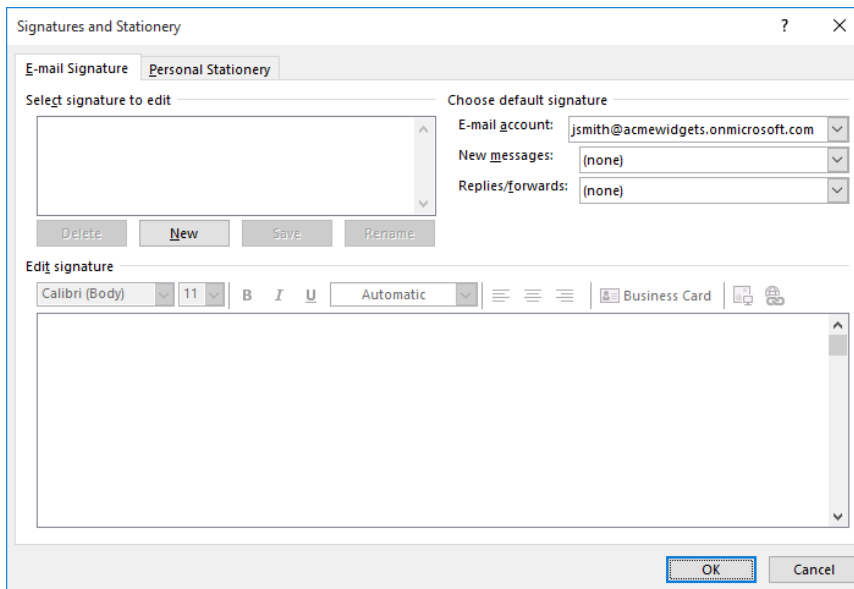 Signatures and Stationery
?
E-mail Signature
Personal Stationery
Select signature to edit
Choose default signature
E-mail account:
jsmith@acmewidgets.onmicrosoft.com
New messages:
(none)
Replies/forwards:
(none)
Delete
New
Save
Rename
Edit signature
Calibri (Body)
11
B
I
U
Automatic
Business Card
OK
Cancel